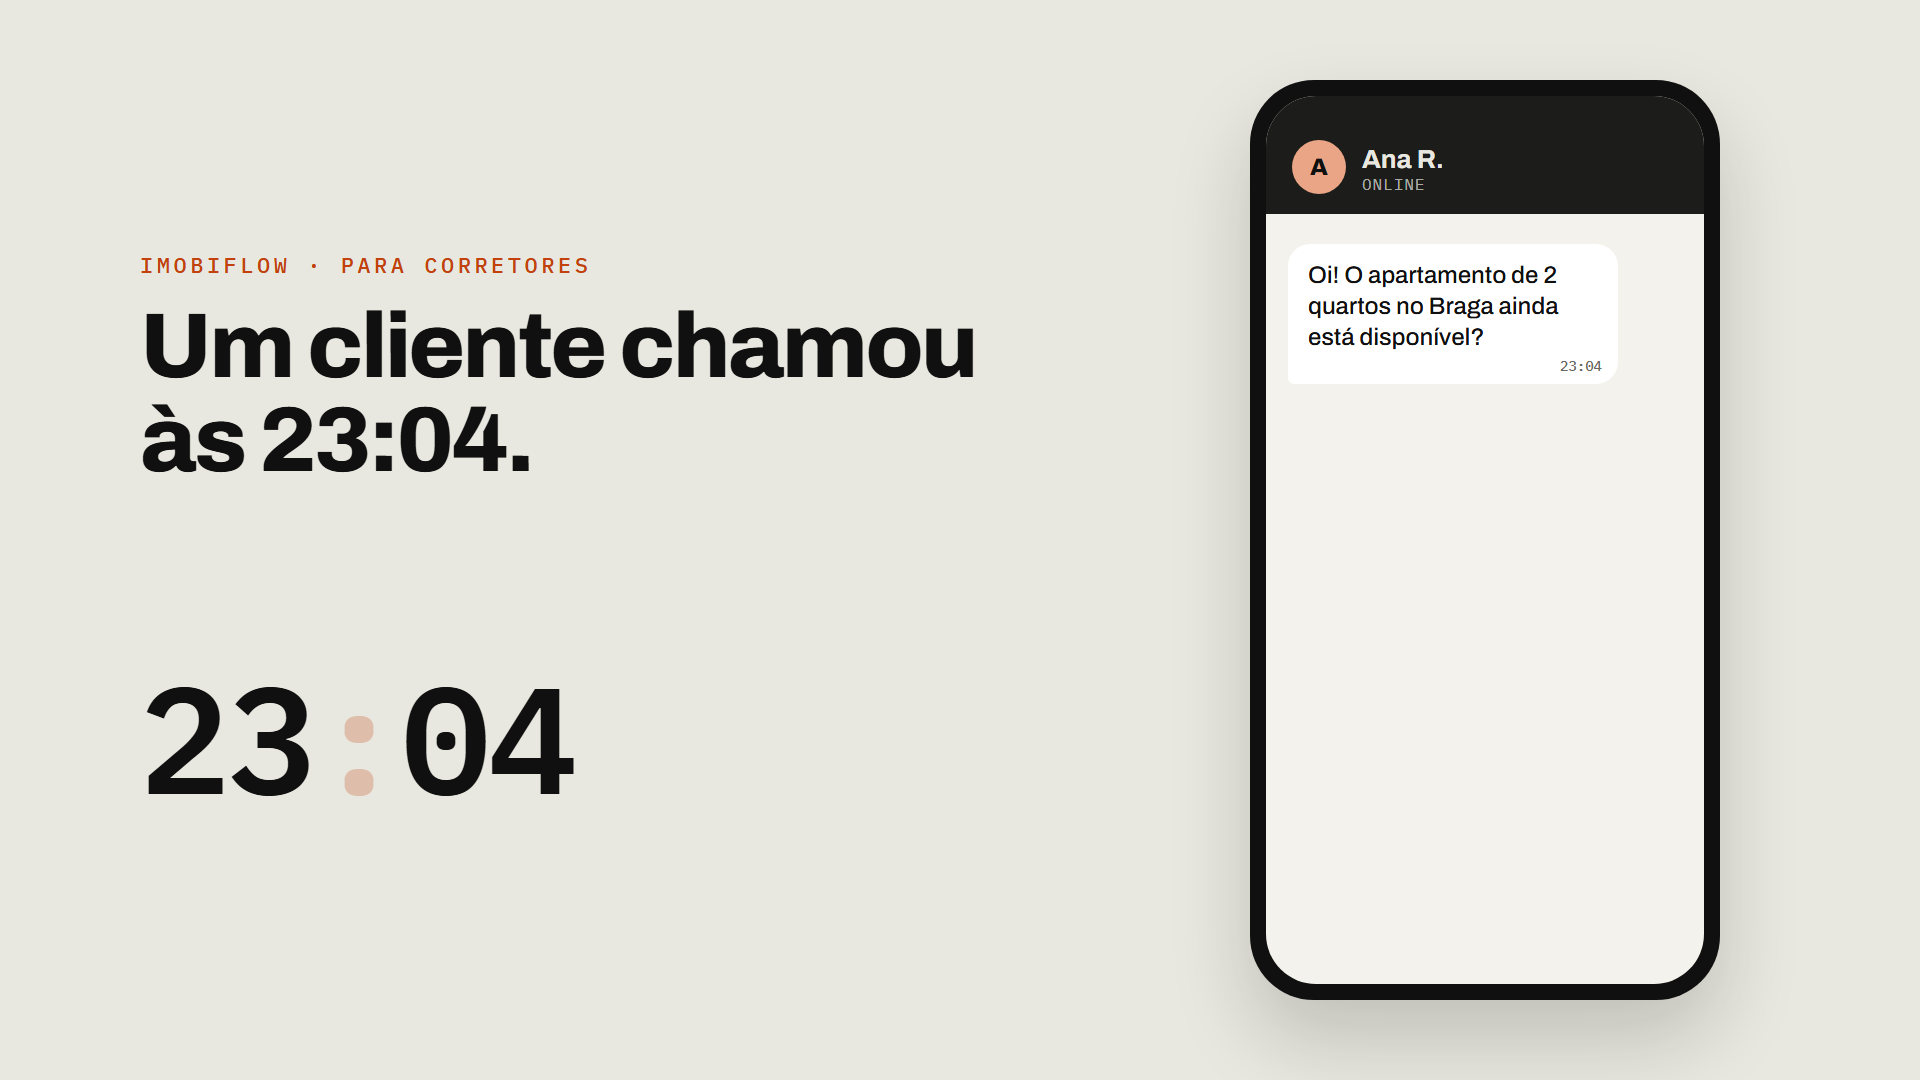 IMOBIFLOW · PARA CORRETORES
Um cliente chamou
às 23:04.
23:04
A
Ana R.
ONLINE
Oi! O apartamento de 2
quartos no Braga ainda
está disponível?
23:04